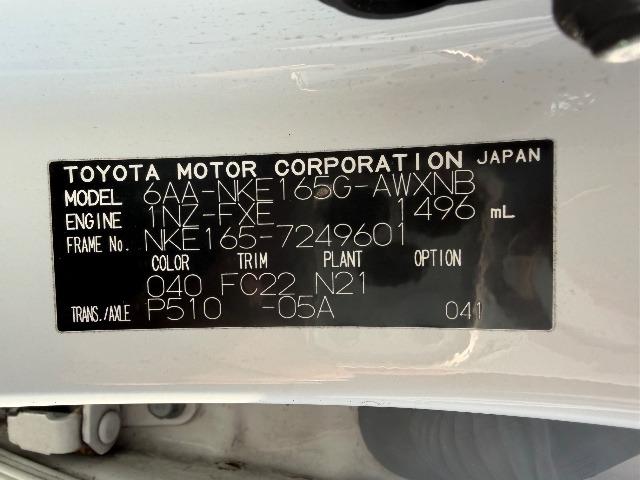 TOYOTA MOTOR CORPORATION JAPAN
MODEL 6AA-NKE165G-AWXNB
ENGINE 1NZ-FXE 1496 mL
FRAME No. NKE165-7249601
COLOR TRIM PLANT OPTION
040 FC22 N21
TRANS./AXLE P510 -05A 041